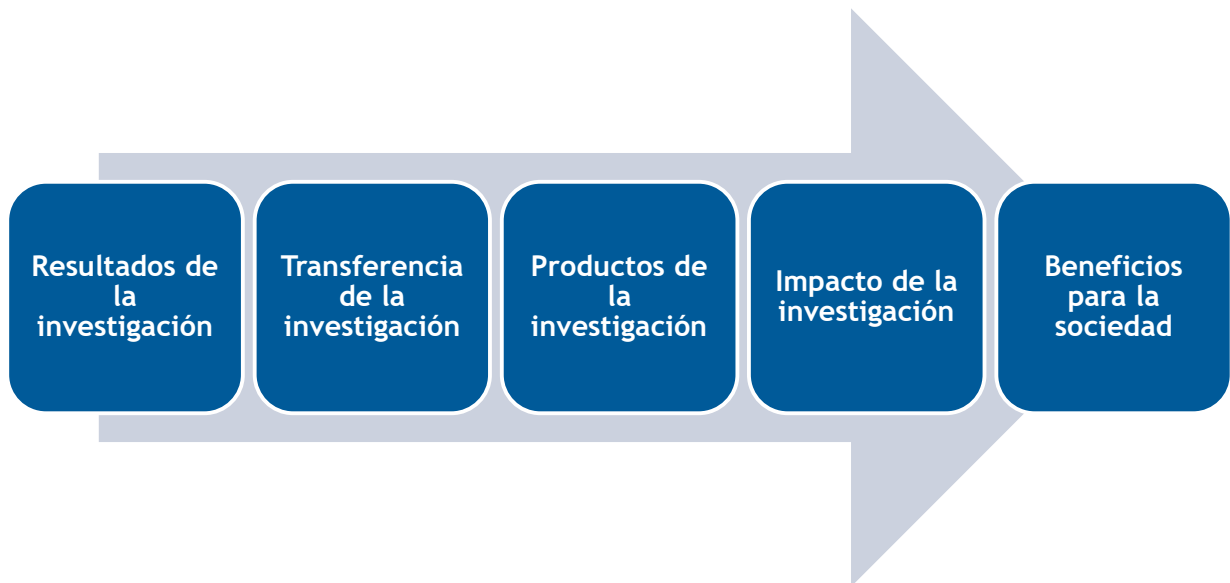 Resultados de
la
investigación
Transferencia
de la
investigación
Productos de
la
investigación
Impacto de la
investigación
Beneficios
para la
sociedad